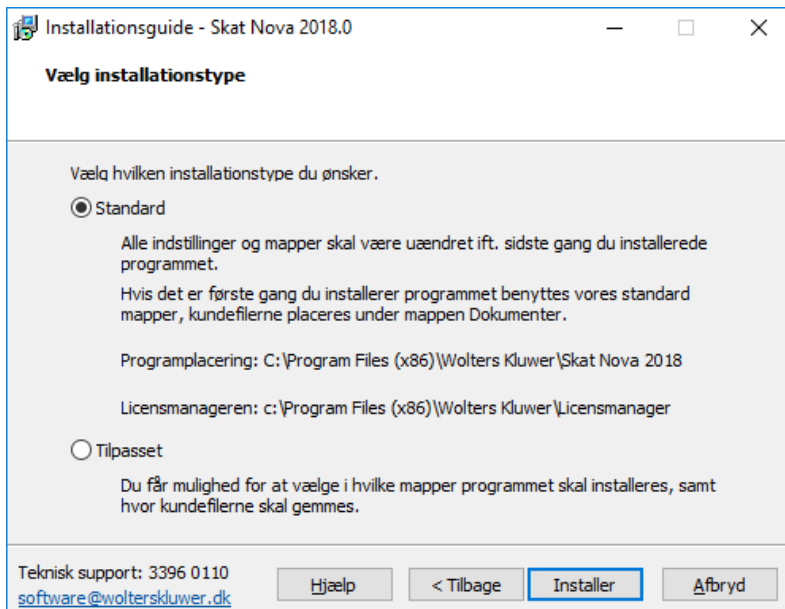 Installationsguide - Skat Nova 2018.0
Vælg installationstype
Vælg hvilken installationstype du ønsker.
Standard
Alle indstillinger og mapper skal være uændret ift. sidste gang du installerede
programmet.
Hvis det er første gang du installerer programmet benyttes vores standard
mapper, kundefilerne placeres under mappen Dokumenter.
Programplacering: C:\Program Files (x86)\Wolters Kluwer\Skat Nova 2018
Licensmanageren: c:\Program Files (x86)\Wolters Kluwer\Licensmanager
Tilpasset
Du får mulighed for at vælge i hvilke mapper programmet skal installeres, samt
hvor kundefilerne skal gemmes.
Teknisk support: 3396 0110
software@wolterskluwer.dk
Hjælp
< Tilbage
Installer
Afbryd